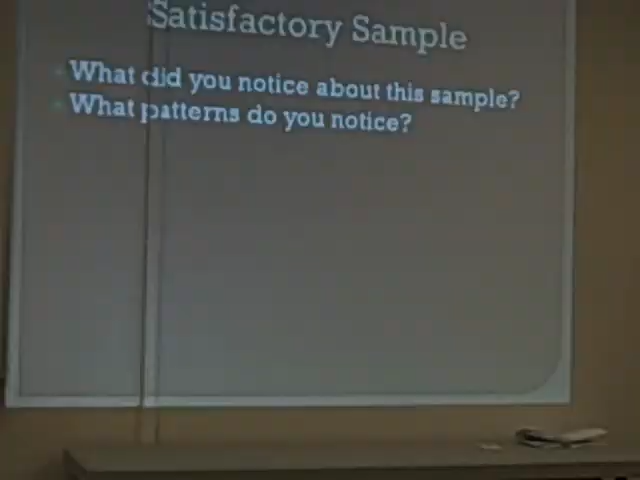 Satisfactory Sample
What did you notice about this sample?
What patterns do you notice?